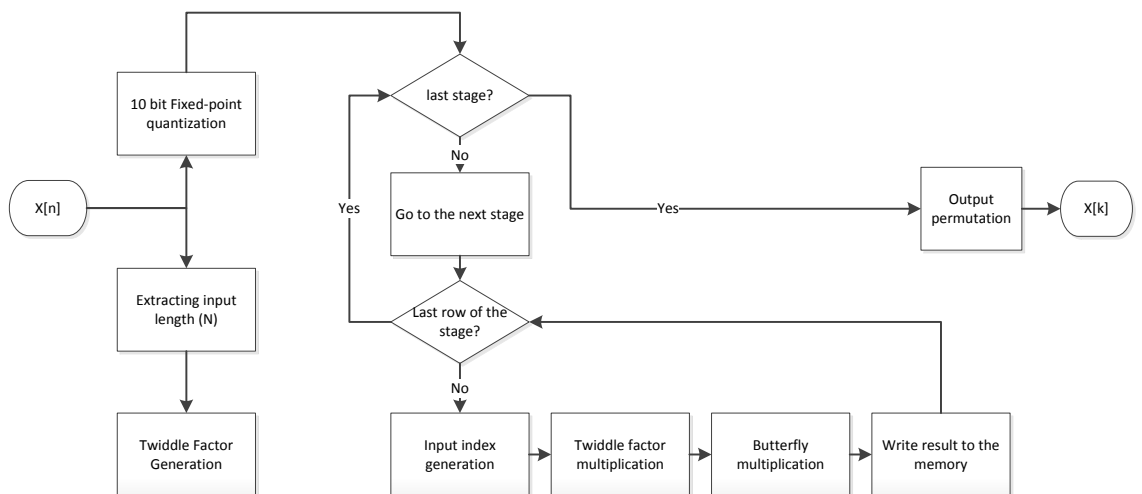 10 bit Fixed-point
quantization
X[n]
Extracting input
length (N)
Twiddle Factor
Generation
last stage?
No
Go to the next stage
Yes
Yes
Last row of the
stage?
No
Input index
generation
Twiddle factor
multiplication
Butterfly
multiplication
Write result to the
memory
Output
permutation
X[k]